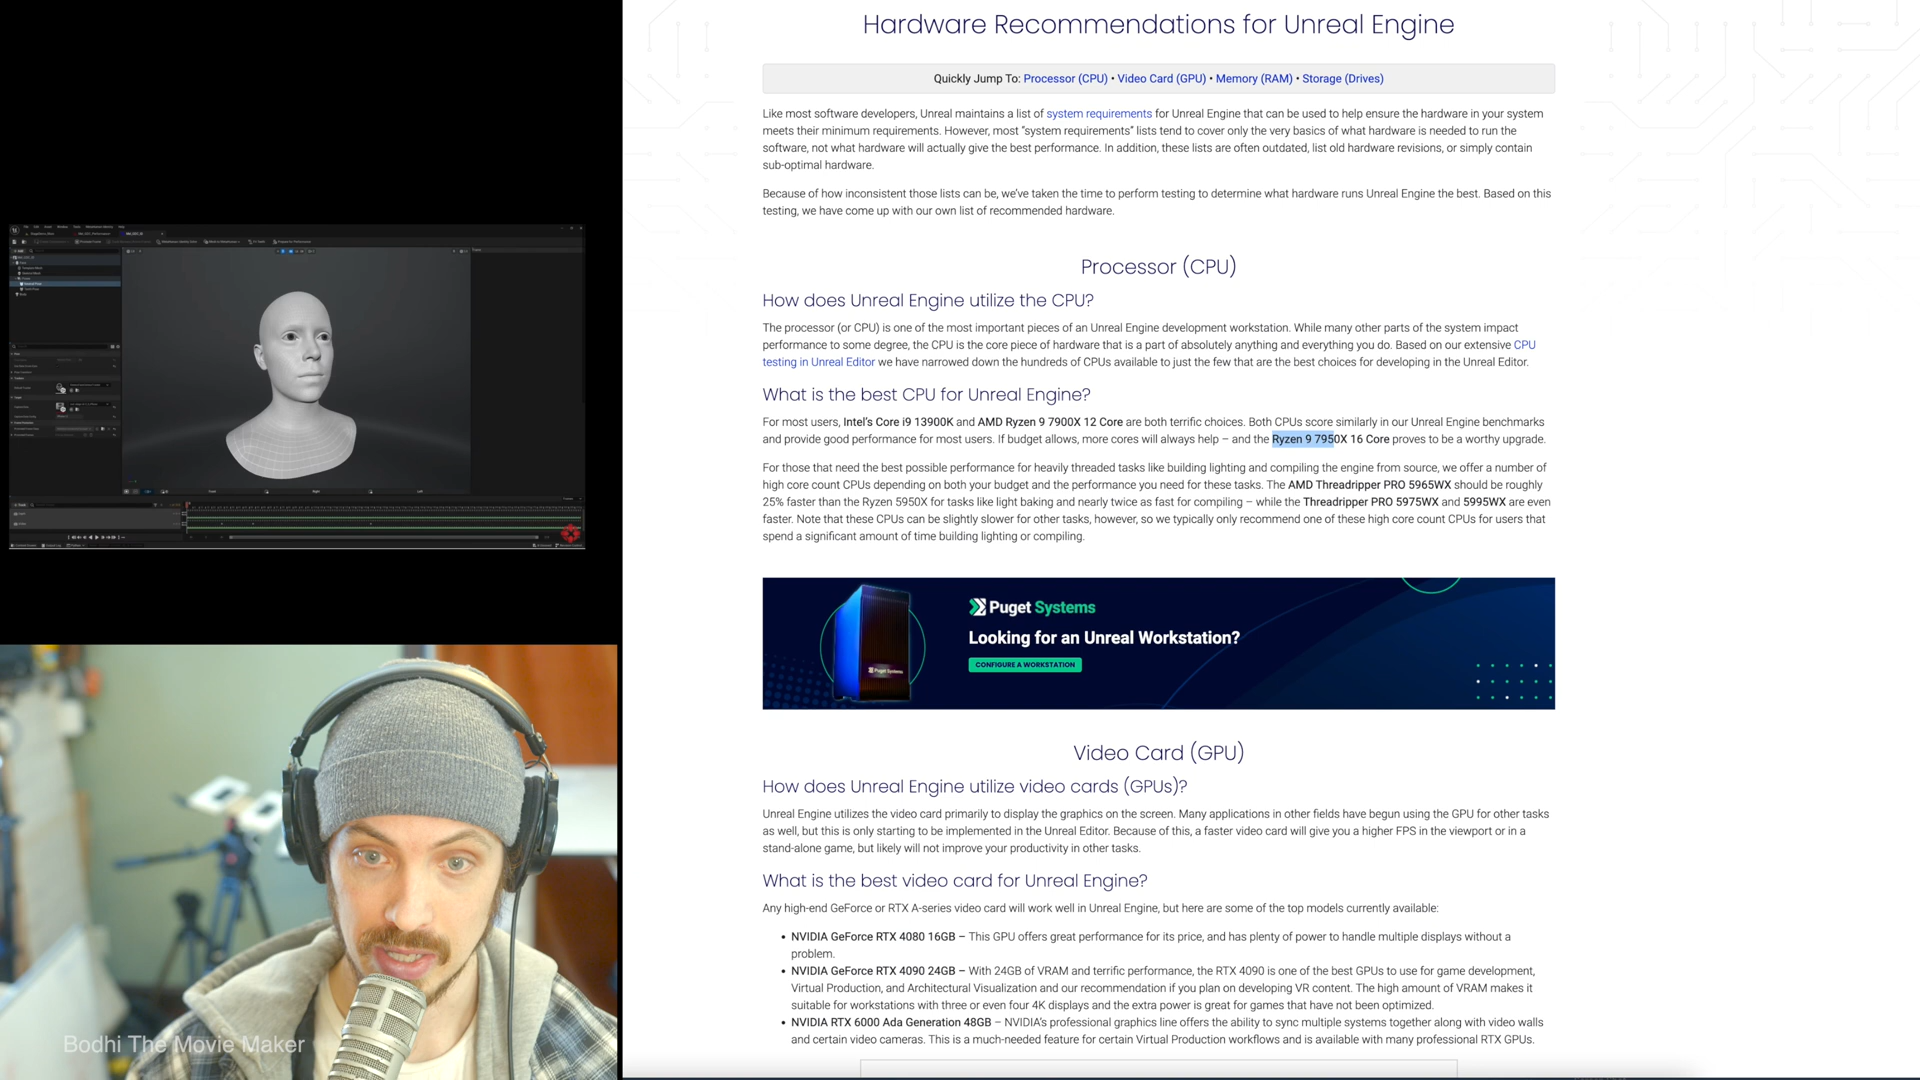 Hardware Recommendations for Unreal Engine
Quickly Jump To: Processor (CPU) • Video Card (GPU) • Memory (RAM) • Storage (Drives)
Like most software developers, Unreal maintains a list of system requirements for Unreal Engine that can be used to help ensure the hardware in your system
meets their minimum requirements. However, most "system requirements" lists tend to cover only the very basics of what hardware is needed to run the
software, not what hardware will actually give the best performance. In addition, these lists are often outdated, list old hardware revisions, or simply contain
sub-optimal hardware.
Because of how inconsistent those lists can be, we've taken the time to perform testing to determine what hardware runs Unreal Engine the best. Based on this
testing, we have come up with our own list of recommended hardware.
Processor (CPU)
How does Unreal Engine utilize the CPU?
The processor (or CPU) is one of the most important pieces of an Unreal Engine development workstation. While many other parts of the system impact
performance to some degree, the CPU is the core piece of hardware that is a part of absolutely anything and everything you do. Based on our extensive CPU
testing in Unreal Editor we have narrowed down the hundreds of CPUs available to just the few that are the best choices for developing in the Unreal Editor.
What is the best CPU for Unreal Engine?
For most users, Intel's Core i9 13900K and AMD Ryzen 9 7900X 12 Core are both terrific choices. Both CPUs score similarly in our Unreal Engine benchmarks
and provide good performance for most users. If budget allows, more cores will always help – and the Ryzen 9 7950X 16 Core proves to be a worthy upgrade.
For those that need the best possible performance for heavily threaded tasks like building lighting and compiling the engine from source, we offer a number of
high core count CPUs depending on both your budget and the performance you need for these tasks. The AMD Threadripper PRO 5965WX should be roughly
25% faster than the Ryzen 5950X for tasks like light baking and nearly twice as fast for compiling – while the Threadripper PRO 5975WX and 5995WX are even
faster. Note that these CPUs can be slightly slower for other tasks, however, so we typically only recommend one of these high core count CPUs for users that
spend a significant amount of time building lighting or compiling.
Puget Systems
Looking for an Unreal Workstation?
CONFIGURE A WORKSTATION
Puget Systems
Video Card (GPU)
How does Unreal Engine utilize video cards (GPUs)?
Unreal Engine utilizes the video card primarily to display the graphics on the screen. Many applications in other fields have begun using the GPU for other tasks
as well, but this is only starting to be implemented in the Unreal Editor. Because of this, a faster video card will give you a higher FPS in the viewport or in a
stand-alone game, but likely will not improve your productivity in other tasks.
What is the best video card for Unreal Engine?
Any high-end GeForce or RTX A-series video card will work well in Unreal Engine, but here are some of the top models currently available:
• NVIDIA GeForce RTX 4080 16GB – This GPU offers great performance for its price, and has plenty of power to handle multiple displays without a
problem.
• NVIDIA GeForce RTX 4090 24GB – With 24GB of VRAM and terrific performance, the RTX 4090 is one of the best GPUs to use for game development,
Virtual Production, and Architectural Visualization and our recommendation if you plan on developing VR content. The high amount of VRAM makes it
suitable for workstations with three or even four 4K displays and the extra power is great for games that have not been optimized.
• NVIDIA RTX 6000 Ada Generation 48GB – NVIDIA's professional graphics line offers the ability to sync multiple systems together along with video walls
and certain video cameras. This is a much-needed feature for certain Virtual Production workflows and is available with many professional RTX GPUs.
Bodhi The Movie Maker